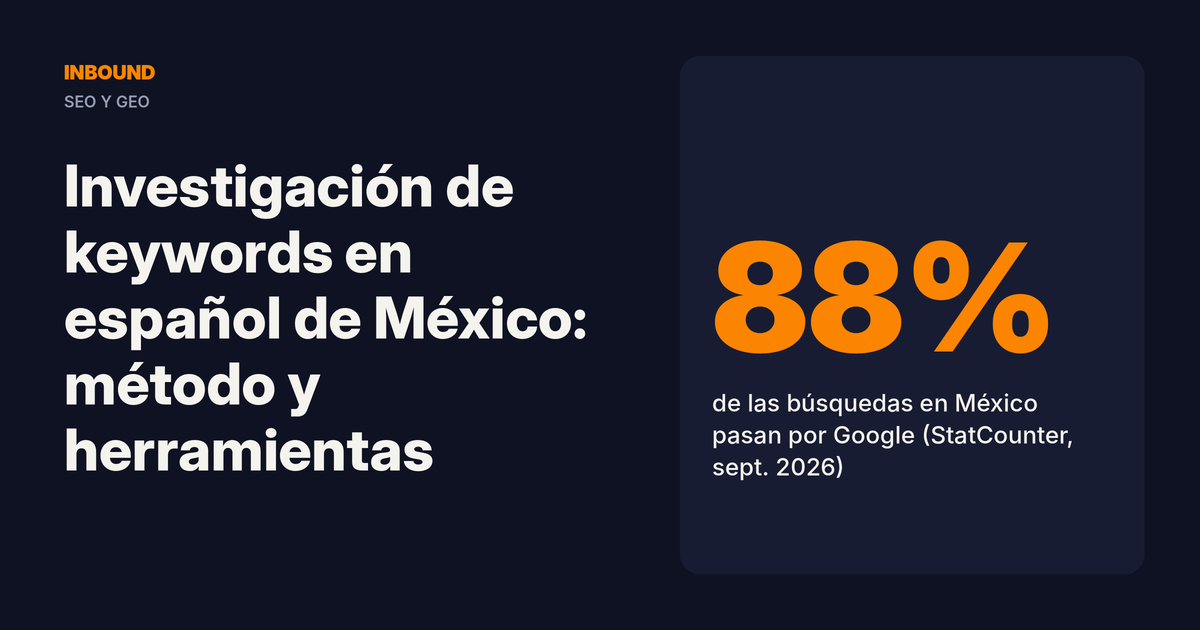 INBOUND
SEO Y GEO
Investigación de
keywords en
español de México:
método y
herramientas
88%
de las búsquedas en México
pasan por Google (StatCounter,
sept. 2026)